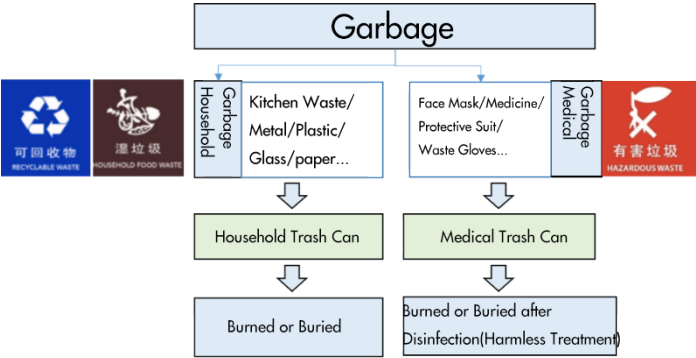 Garbage
可回收物
RECYCLABLE WASTE
湿垃圾
HOUSEHOLD FOOD WASTE
Garbage
Household
Kitchen Waste/
Metal/Plastic/
Glass/paper...
Face Mask/Medicine/
Protective Suit/
Waste Gloves...
Garbage
Medical
有害垃圾
HAZARDOUS WASTE
Household Trash Can
Medical Trash Can
Burned or Buried
Burned or Buried after
Disinfection(Harmless Treatment)